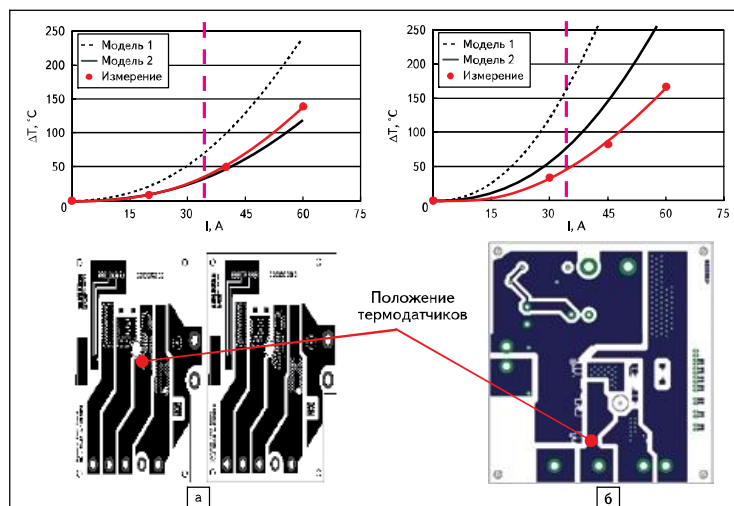 250
200
150
100
50
0
ΔT, °C
Модель 1
Модель 2
Измерение
15
30
45
60
75
I, А
250
200
150
100
50
0
ΔT, °C
Модель 1
Модель 2
Измерение
15
30
45
60
75
I, А
Положение
термодатчиков
а
б